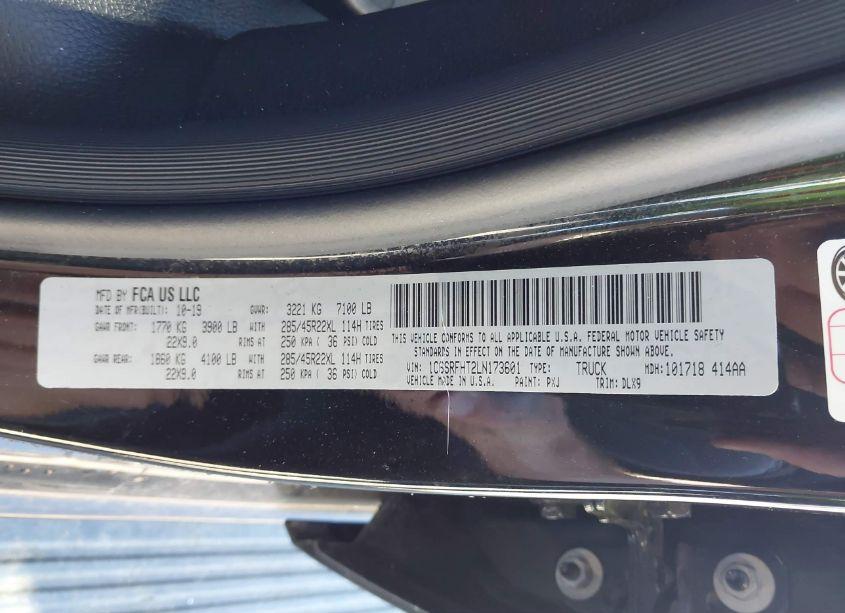 MFD BY FCA US LLC
DATE OF MFR(BUILT): 10-19 GVWR: 3221 KG 7100 LB
GAWR FRONT: 1770 KG 3900 LB WITH 285/45R22XL 114H TIRES
22X9.0 RIMS AT 250 KPA ( 36 PSI) COLD
GAWR REAR: 1860 KG 4100 LB WITH 285/45R22XL 114H TIRES
22X9.0 RIMS AT 250 KPA ( 36 PSI) COLD
THIS VEHICLE CONFORMS TO ALL APPLICABLE U.S.A. FEDERAL MOTOR VEHICLE SAFETY
STANDARDS IN EFFECT ON THE DATE OF MANUFACTURE SHOWN ABOVE.
VIN: 1C6SRFHT2LN173601 TYPE: TRUCK MDH: 101718 414AA
VEHICLE MADE IN U.S.A. PAINT: PXJ TRIM: DLX9